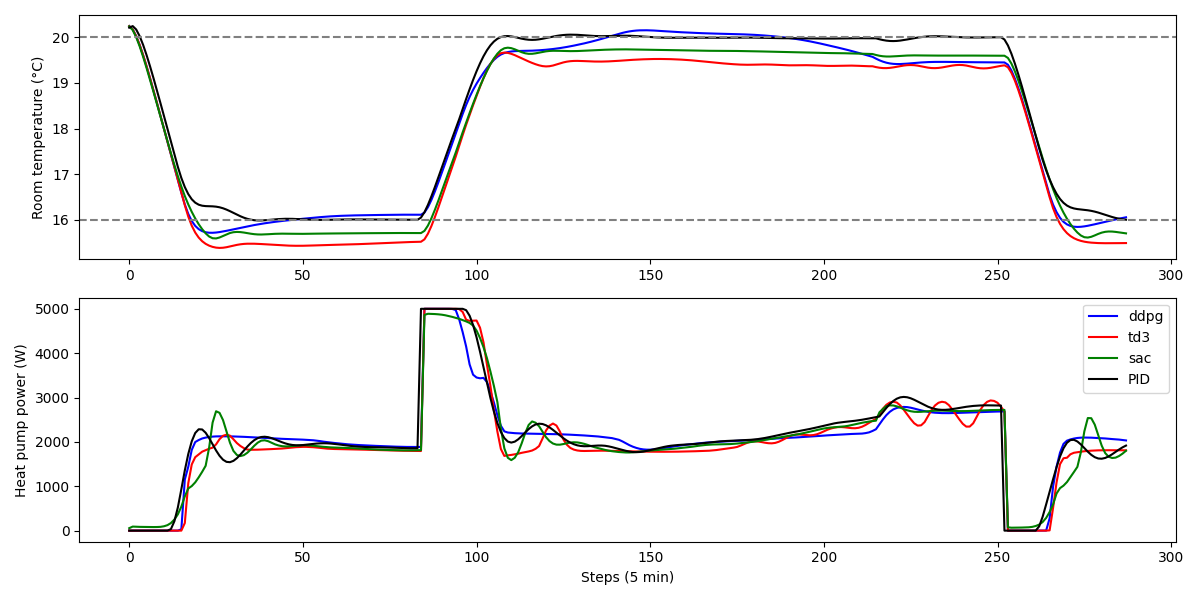 Room temperature (°C)
20
19
18
17
16
0 50 100 150 200 250 300
Heat pump power (W)
5000
4000
3000
2000
1000
0
ddpg
td3
sac
PID
0 50 100 150 200 250 300
Steps (5 min)